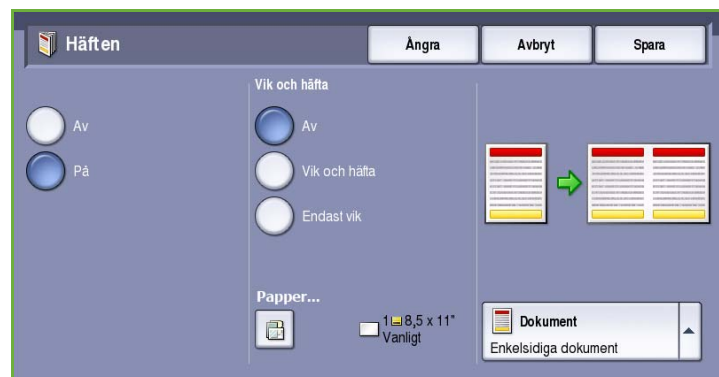 Häften
Ångra
Avbryt
Spara
Av
På
Vik och häfta
Av
Vik och häfta
Endast vik
Papper...
1 8,5 x 11"
Vanligt
Dokument
Enkelsidiga dokument